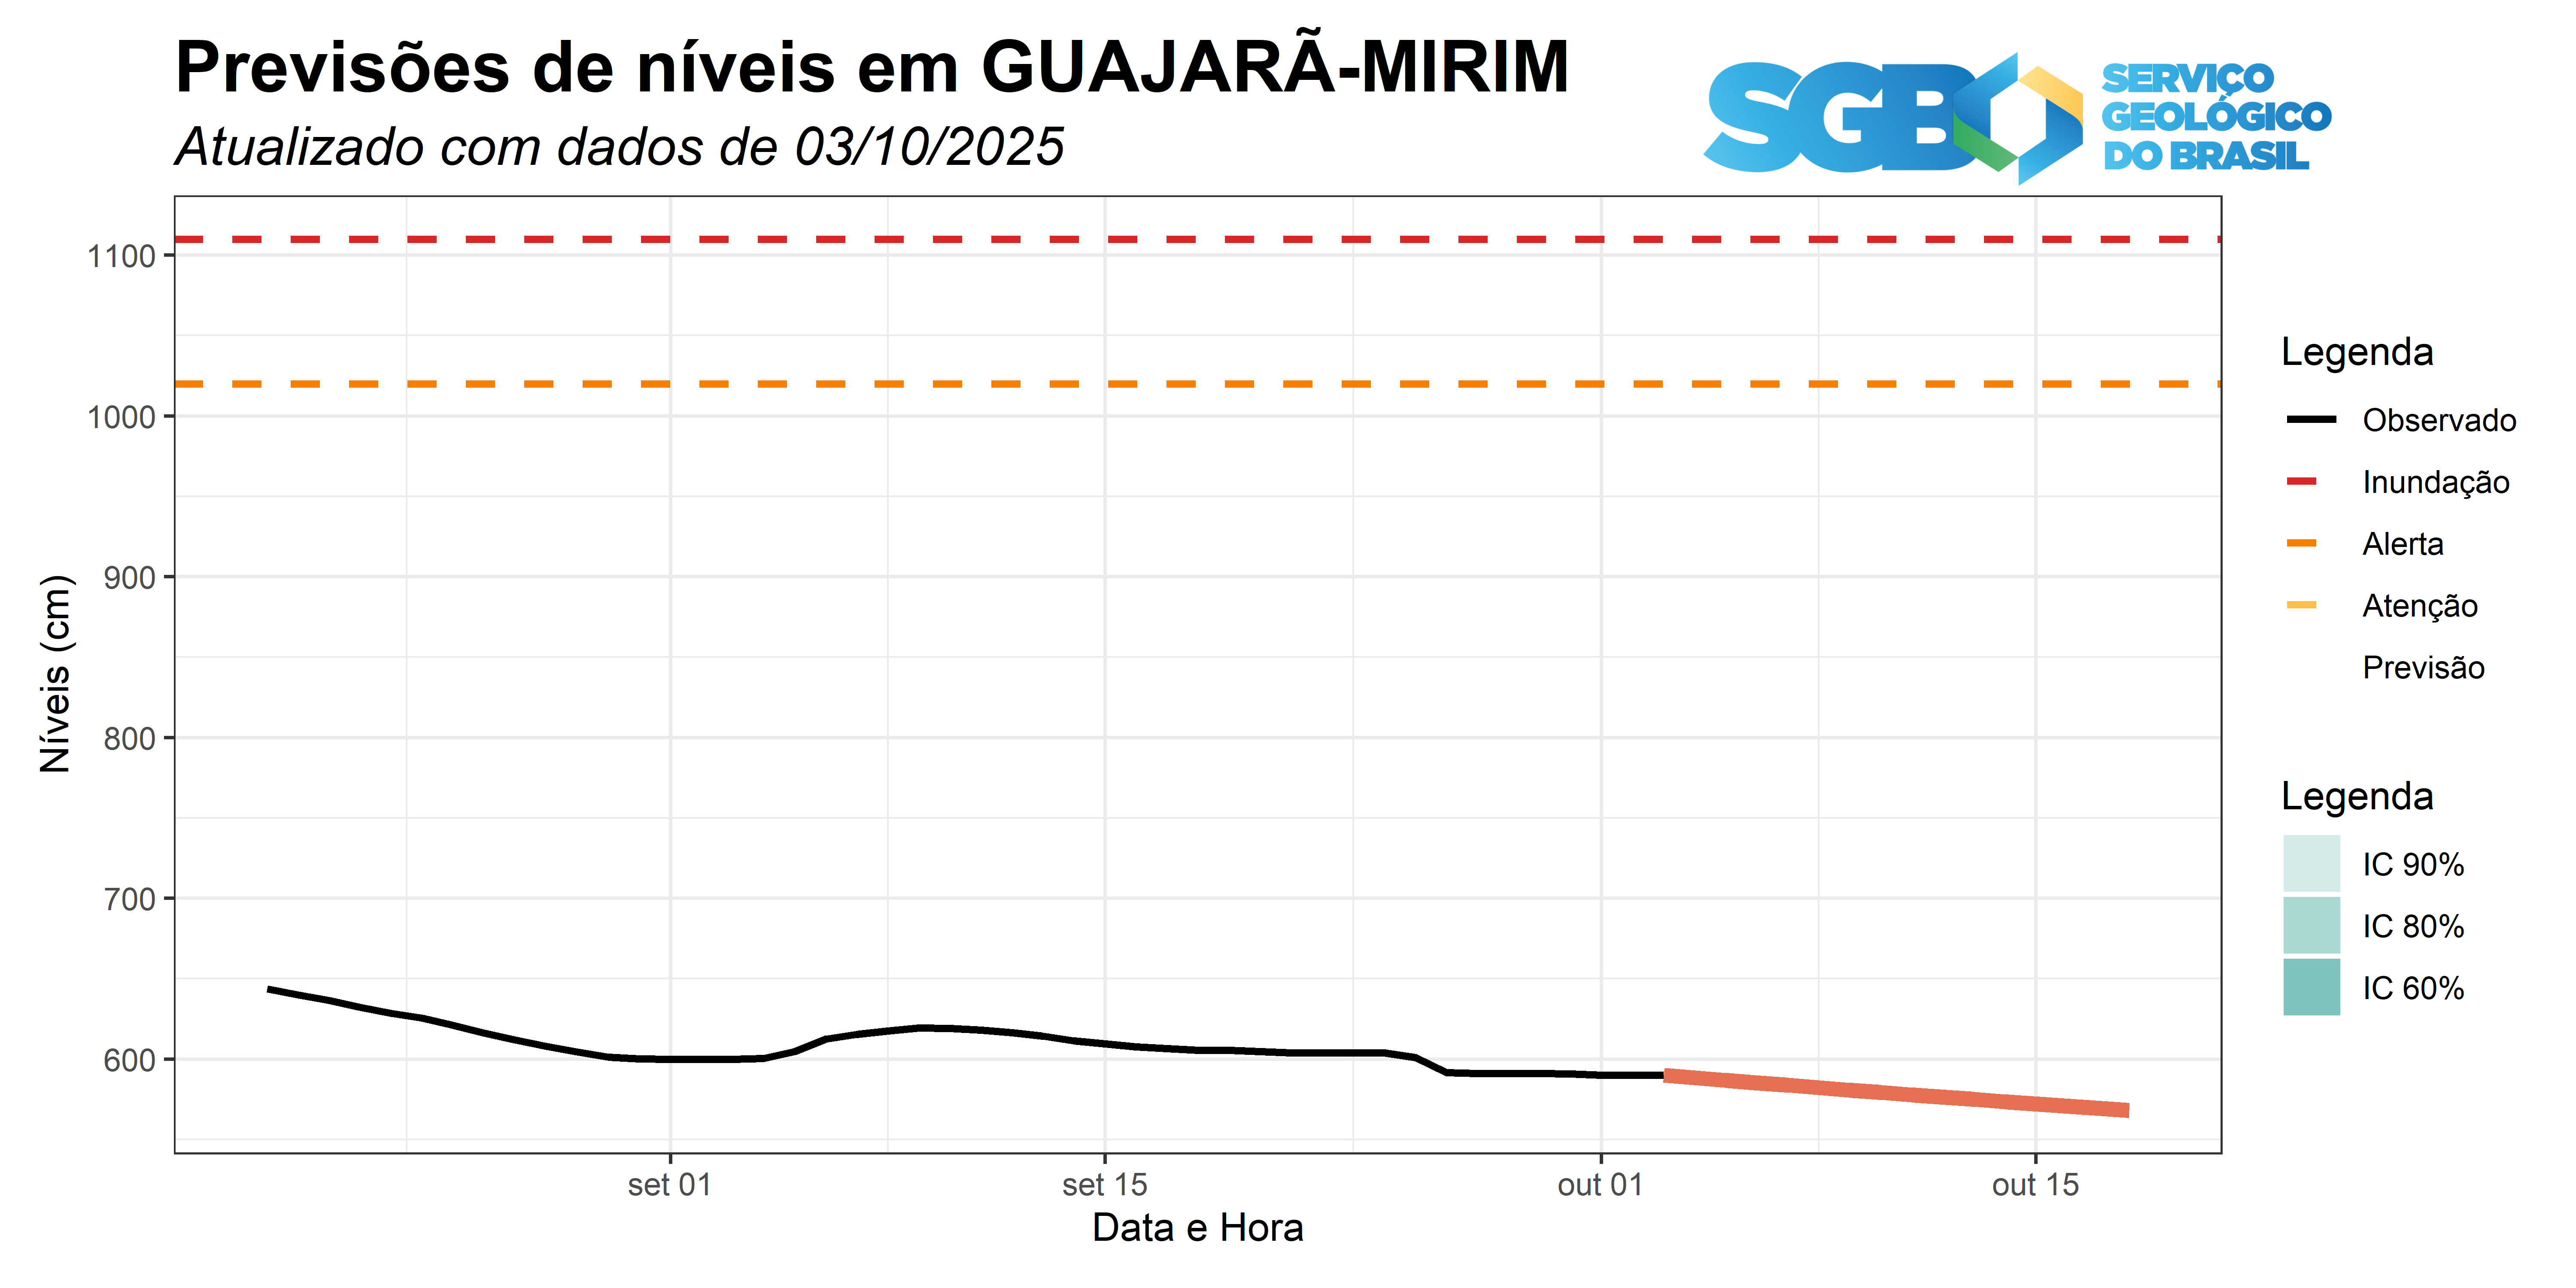 Previsões de níveis em GUAJARÃ-MIRIM
Atualizado com dados de 03/10/2025
SGB
SERVIÇO
GEOLÓGICO
DO BRASIL
Níveis (cm)
1100
1000
900
800
700
600
set 01
set 15
out 01
out 15
Data e Hora
Legenda
Observado
Inundação
Alerta
Atenção
Previsão
Legenda
IC 90%
IC 80%
IC 60%